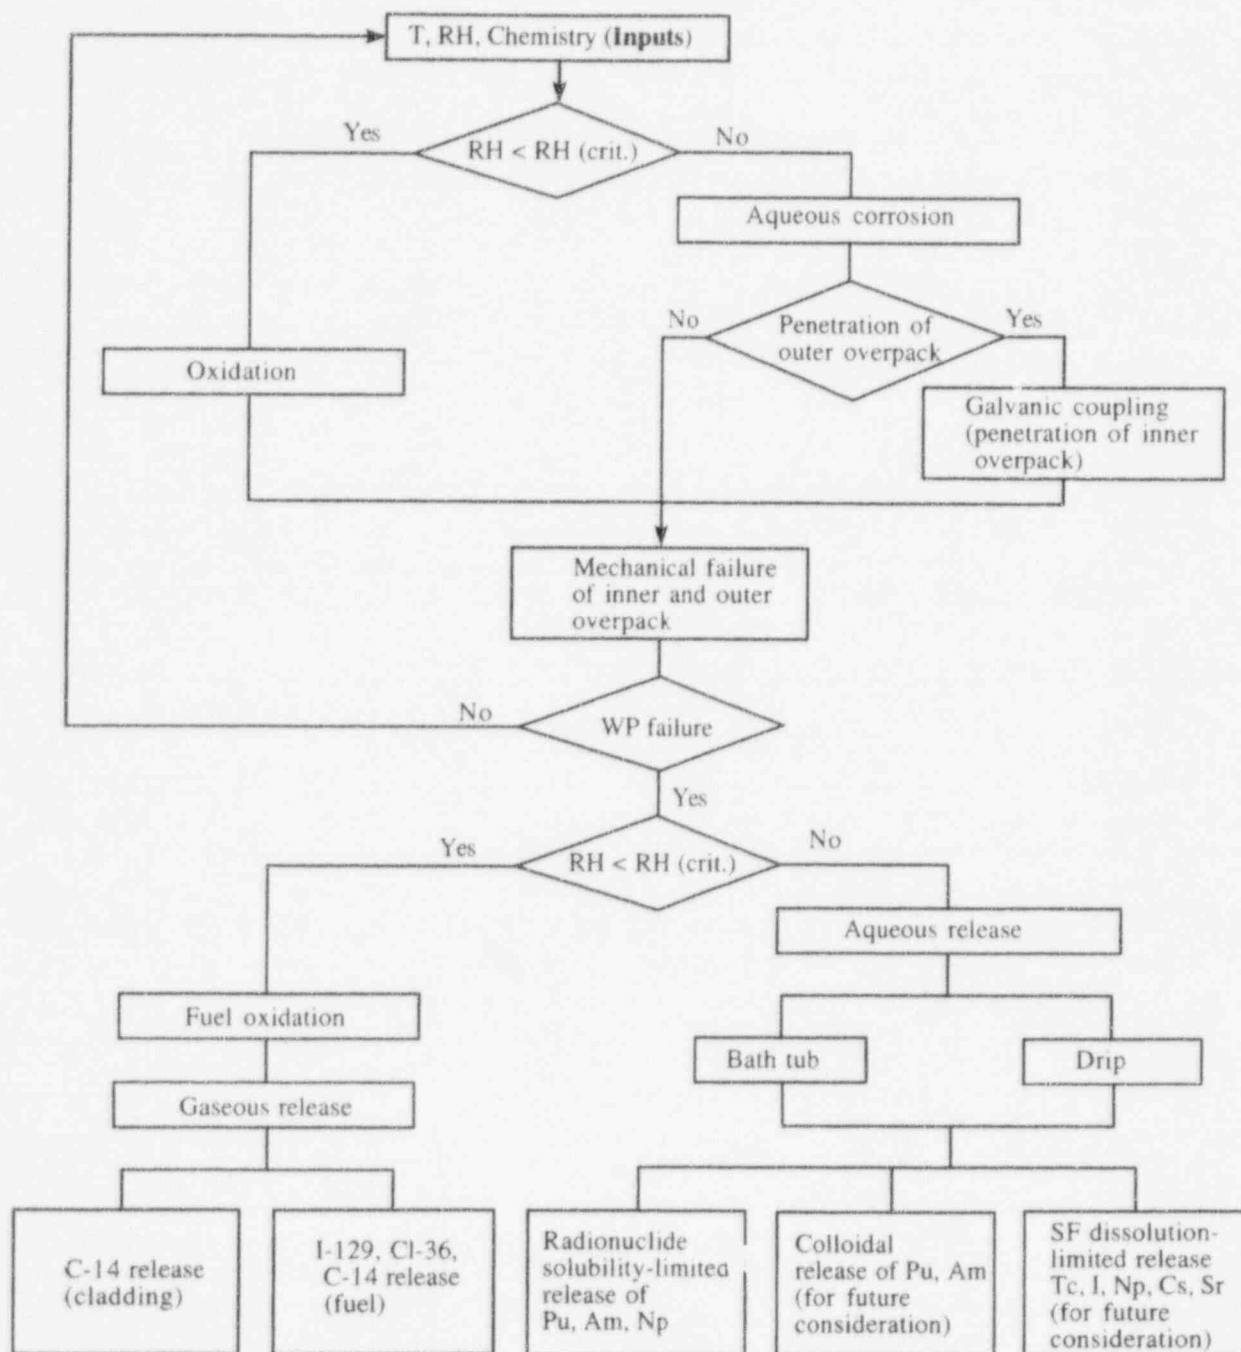 T, RH, Chemistry (Inputs)
Yes
RH < RH (crit.)
No
Aqueous corrosion
No
Penetration of
outer overpack
Yes
Oxidation
Galvanic coupling
(penetration of inner
overpack)
Mechanical failure
of inner and outer
overpack
No
WP failure
Yes
Yes
RH < RH (crit.)
No
Aqueous release
Fuel oxidation
Bath tub
Drip
Gaseous release
C-14 release
(cladding)
I-129, Cl-36,
C-14 release
(fuel)
Radionuclide
solubility-limited
release of
Pu, Am, Np
Colloidal
release of Pu, Am
(for future
consideration)
SF dissolution-
limited release
Tc, I, Np, Cs, Sr
(for future
consideration)